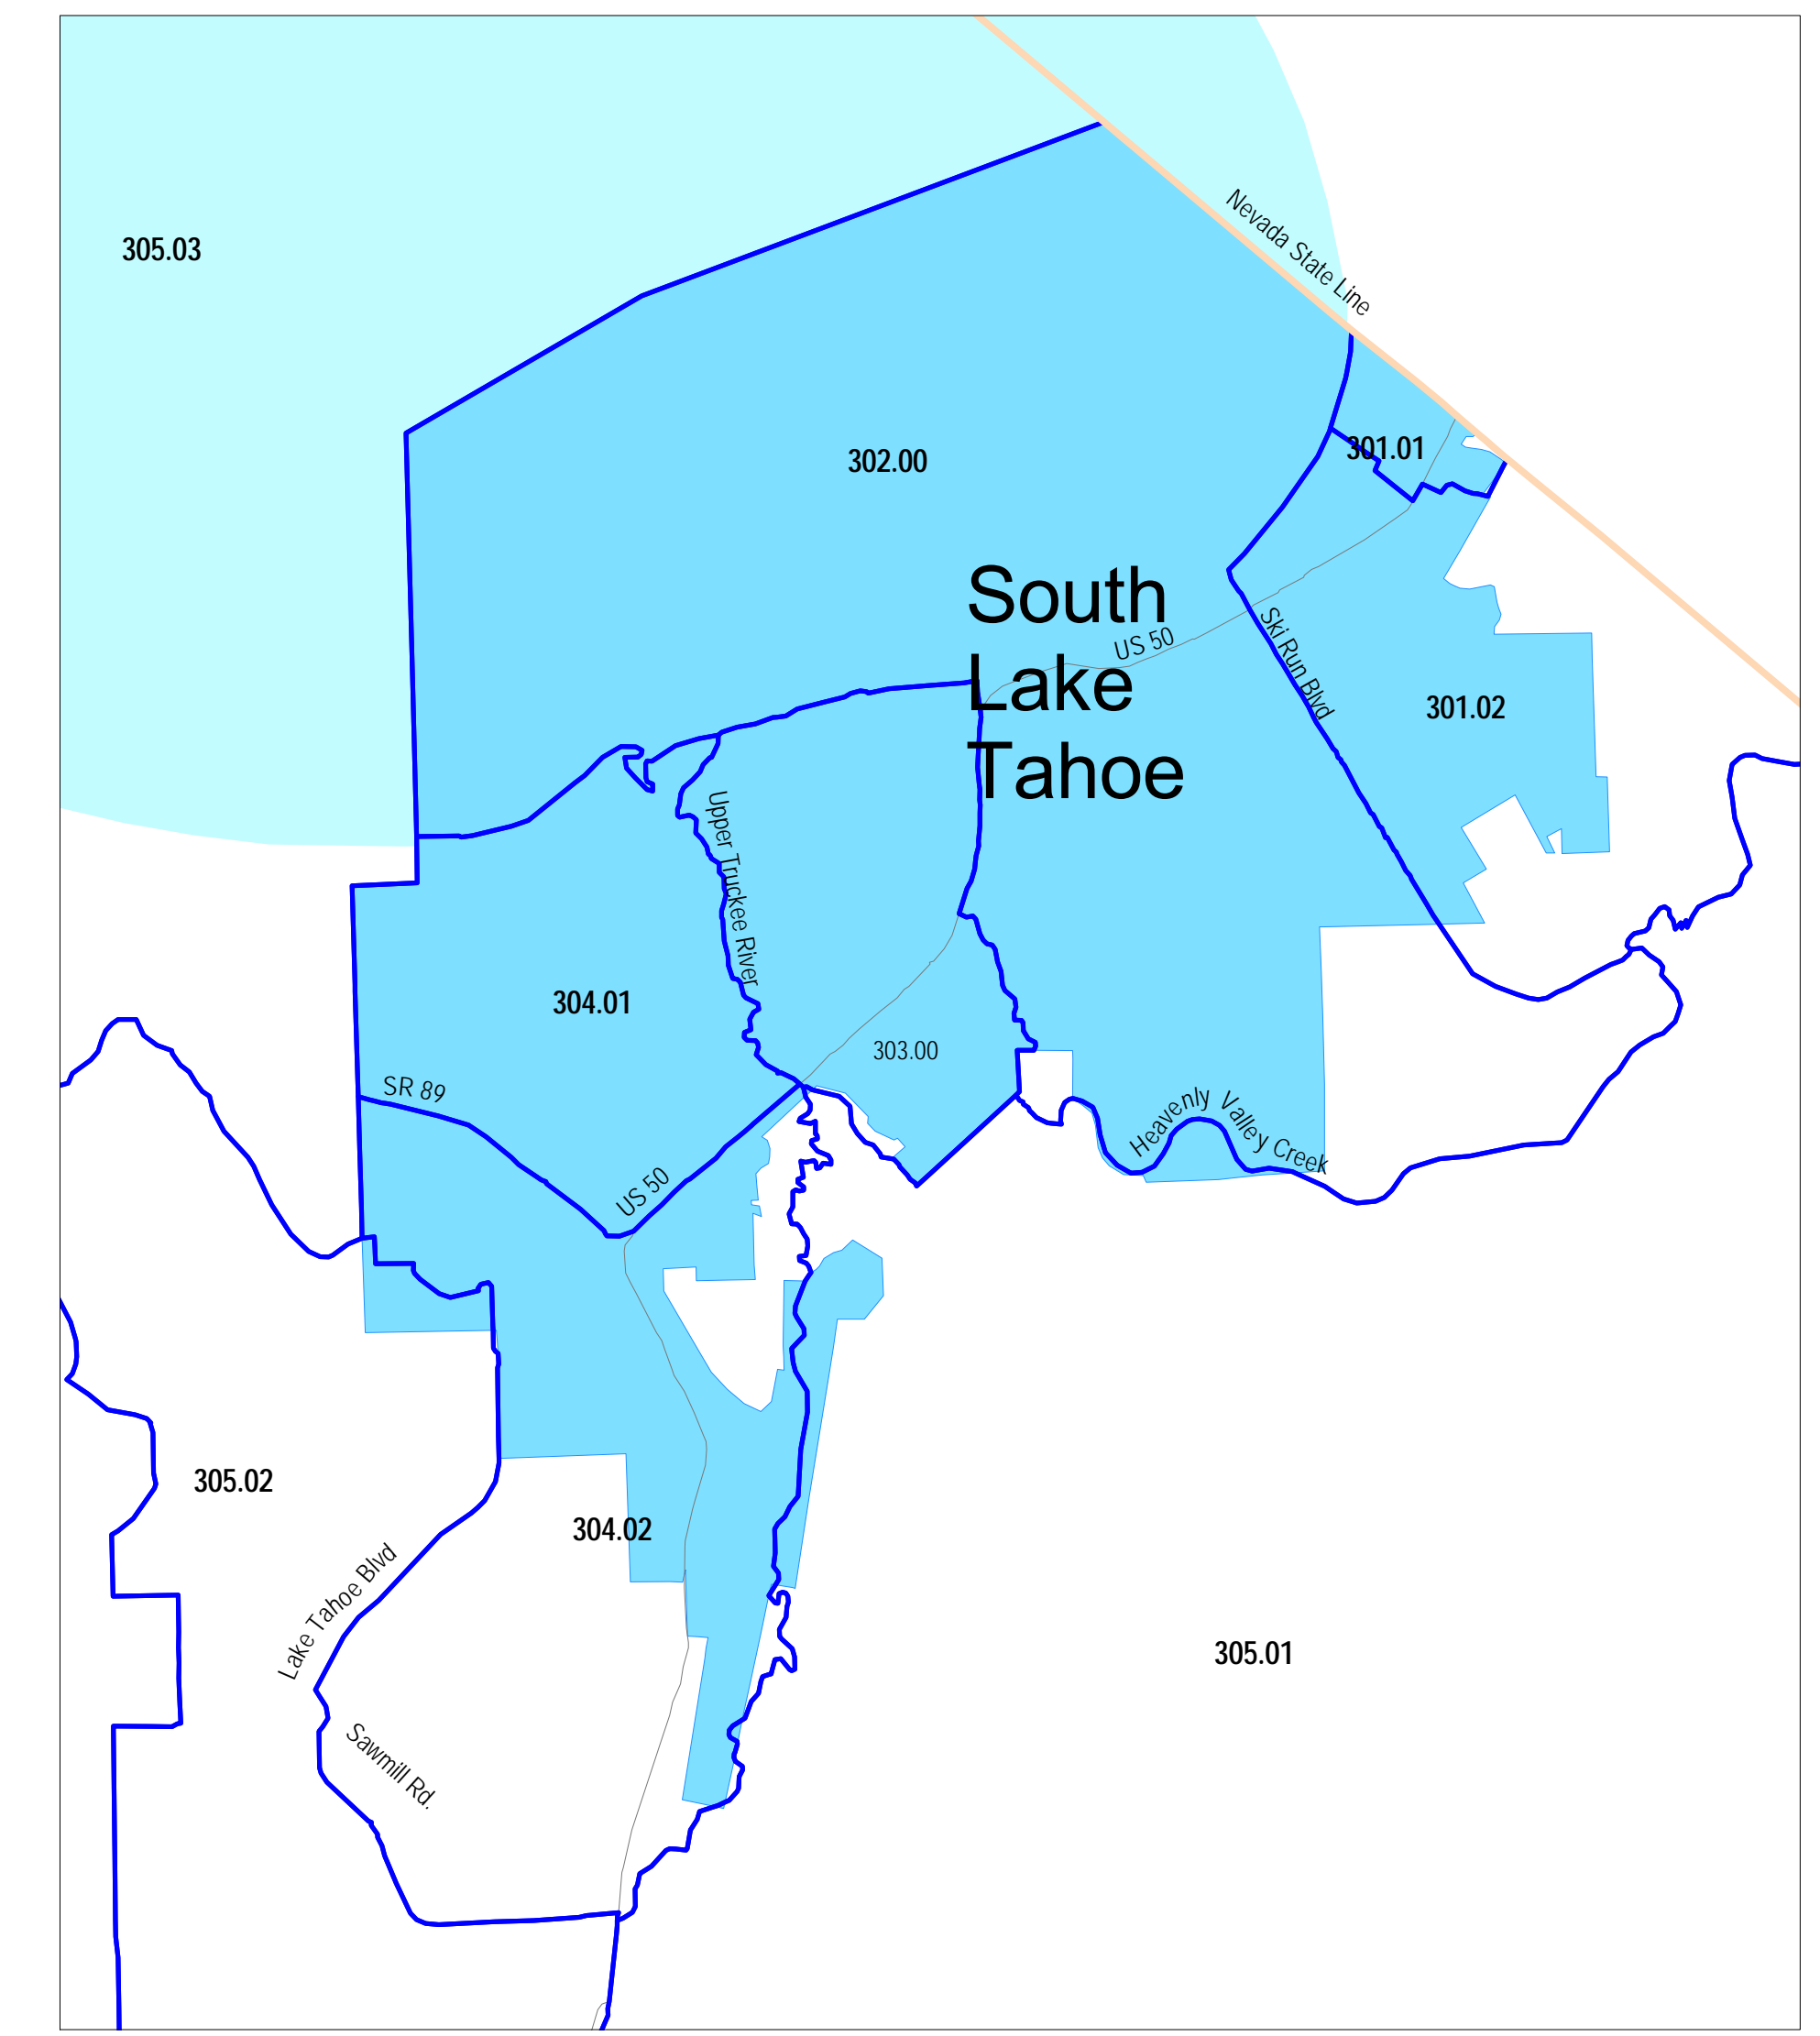 Nevada State Line
305.03
301.01
302.00
South
Lake
Tahoe
US 50
Ski Run Blvd
301.02
Upper Truckee River
304.01
303.00
SR 89
Heavenly Valley Creek
US 50
305.02
304.02
Lake Tahoe Blvd
305.01
Sawmill Rd.